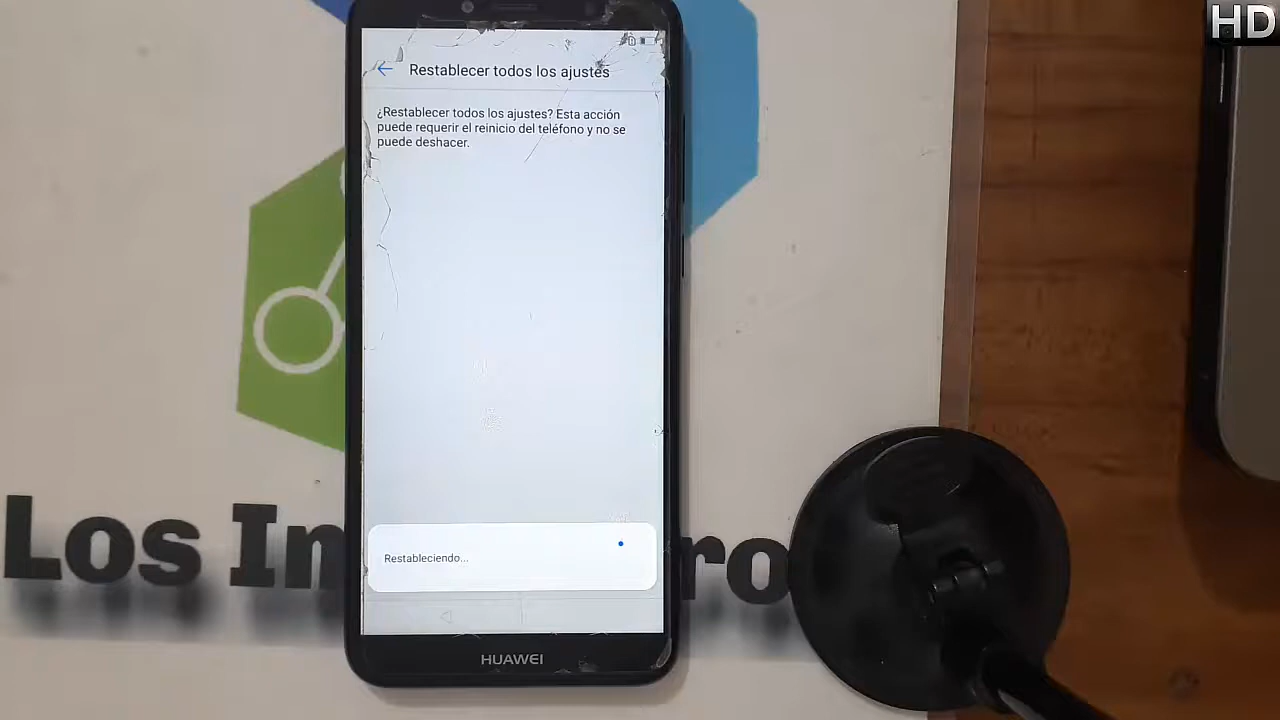 HD
Restablecer todos los ajustes
¿Restablecer todos los ajustes? Esta acción
puede requerir el reinicio del teléfono y no se
puede deshacer.
Restableciendo...
Los In
ro
HUAWEI